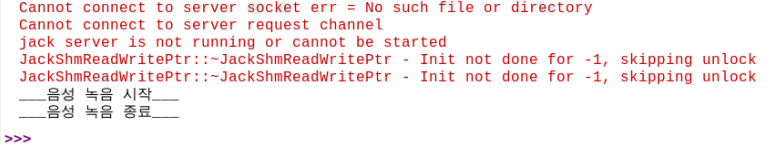 Cannot connect to server socket err = No such file or directory
Cannot connect to server request channel
jack server is not running or cannot be started
JackShmReadWritePtr::~JackShmReadWritePtr - Init not done for -1, skipping unlock
JackShmReadWritePtr::~JackShmReadWritePtr - Init not done for -1, skipping unlock
___음성 녹음 시작___
___음성 녹음 종료___
>>>